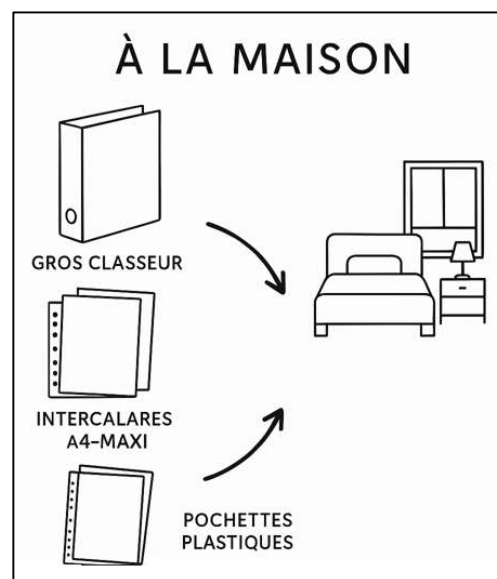 À LA MAISON
GROS CLASSEUR
INTERCALARES
A4-MAXI
POCHETTES
PLASTIQUES